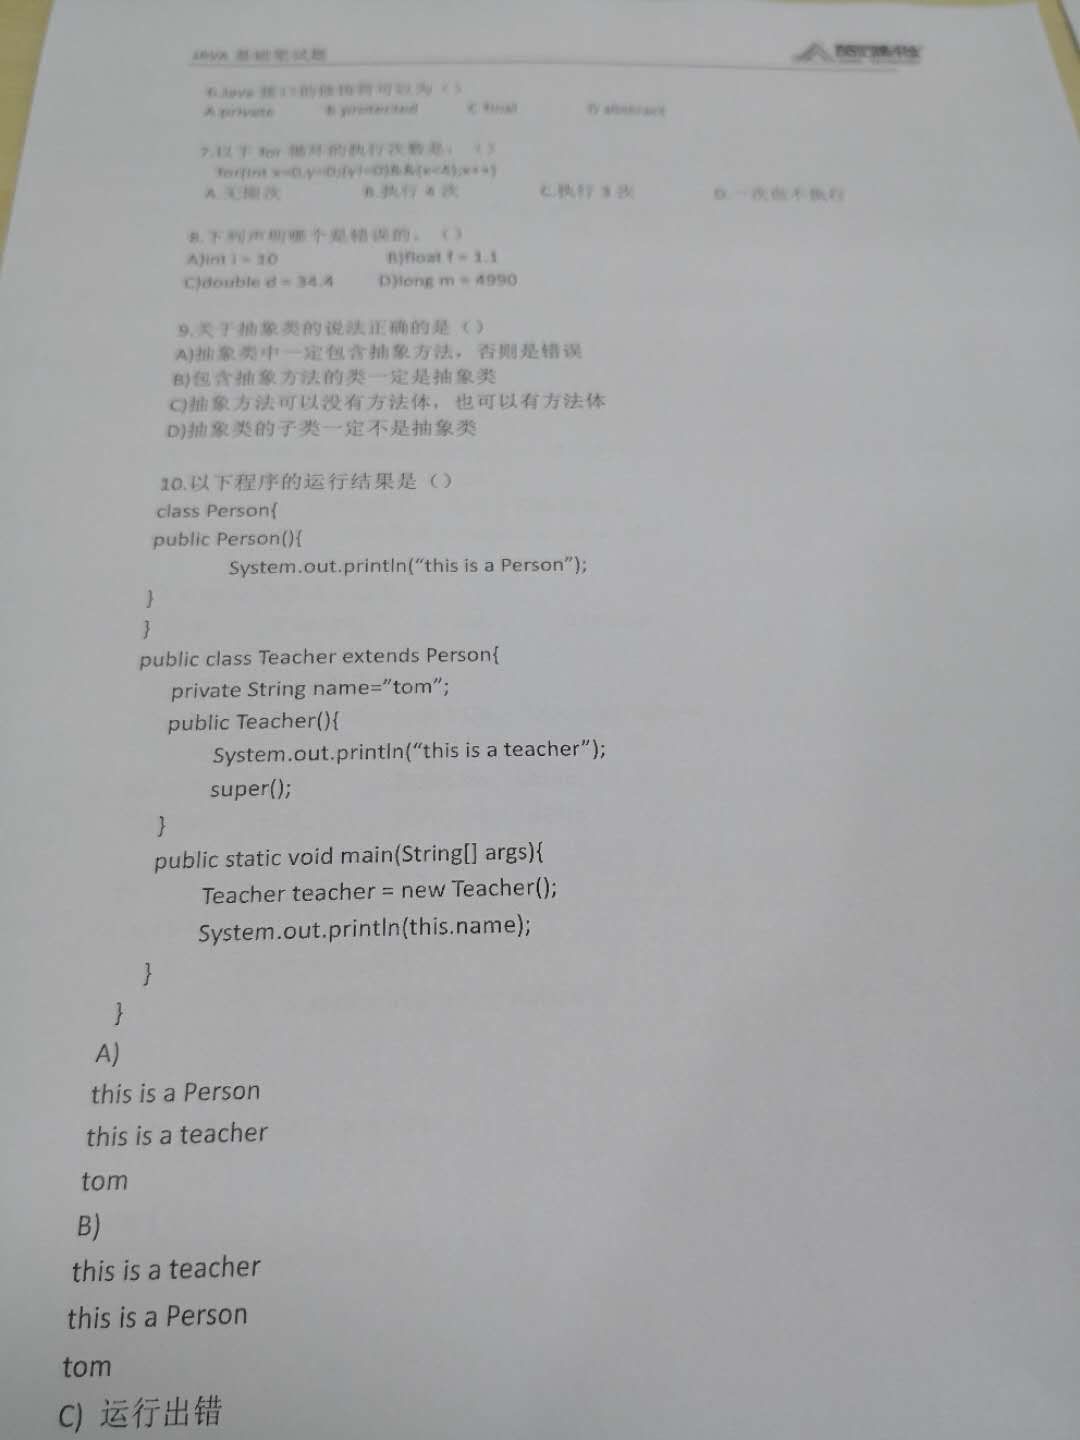 Java 基础笔试题
6.Java 接口的修饰符可以为（）
A private B protected C final D abstract
7.以下 for 循环的执行次数是：（）
for(int x=0,y=0;(y!=0)&&(x<4);x++)
A.无限次 B.执行 4 次 C.执行 3 次 D.一次也不执行
8.下列声明哪个是错误的。（）
A)int i = 10 B)float f = 1.1
C)double d = 34.4 D)long m = 4990
9.关于抽象类的说法正确的是（）
A)抽象类中一定包含抽象方法，否则是错误
B)包含抽象方法的类一定是抽象类
C)抽象方法可以没有方法体，也可以有方法体
D)抽象类的子类一定不是抽象类
10.以下程序的运行结果是（）
class Person{
public Person(){
System.out.println(“this is a Person”);
}
}
public class Teacher extends Person{
private String name=”tom”;
public Teacher(){
System.out.println(“this is a teacher”);
super();
}
public static void main(String[] args){
Teacher teacher = new Teacher();
System.out.println(this.name);
}
}
A)
this is a Person
this is a teacher
tom
B)
this is a teacher
this is a Person
tom
C) 运行出错